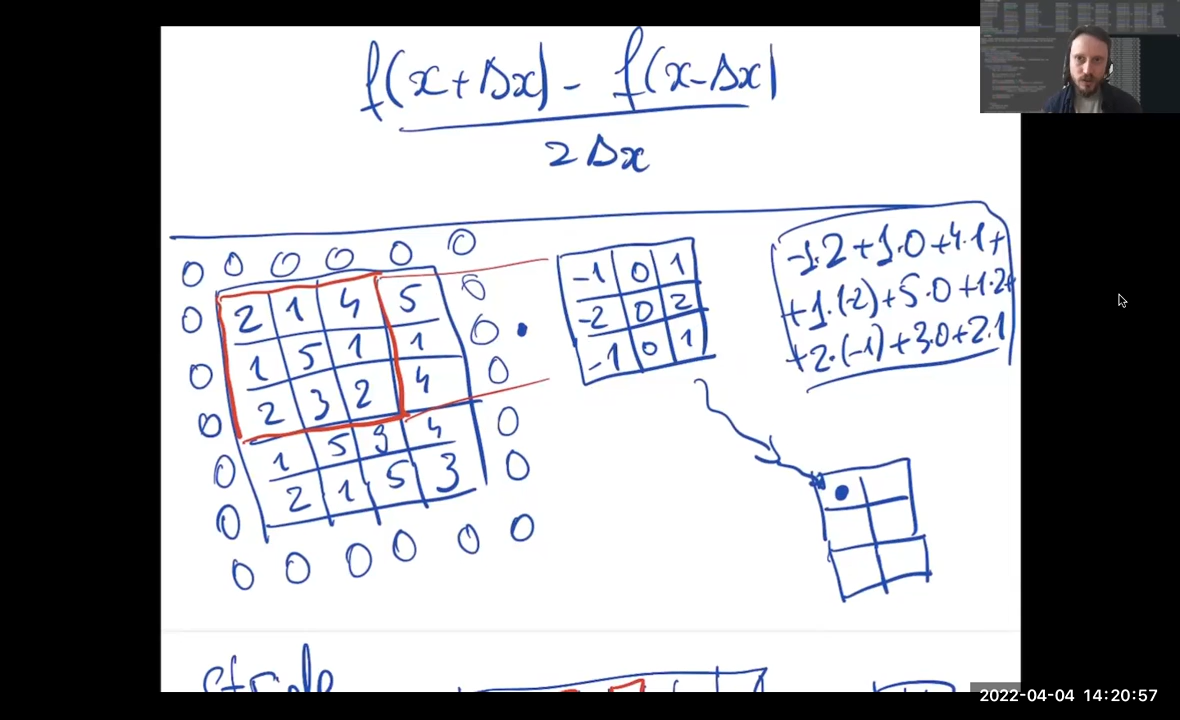 f(x+Δx) - f(x-Δx)
2Δx
0 0 0 0 0 0
0 2 1 4 5 0
0 1 5 1 1 0
0 2 3 2 4 0
0 1 5 3 4 0
0 2 1 5 3 0
0 0 0 0 0 0
-1 0 1
-2 0 2
-1 0 1
-1.2+1.0+4.1+
+1.(-2)+5.0+1.2+
+2.(-1)+3.0+2.1
stride
2022-04-04 14:20:57